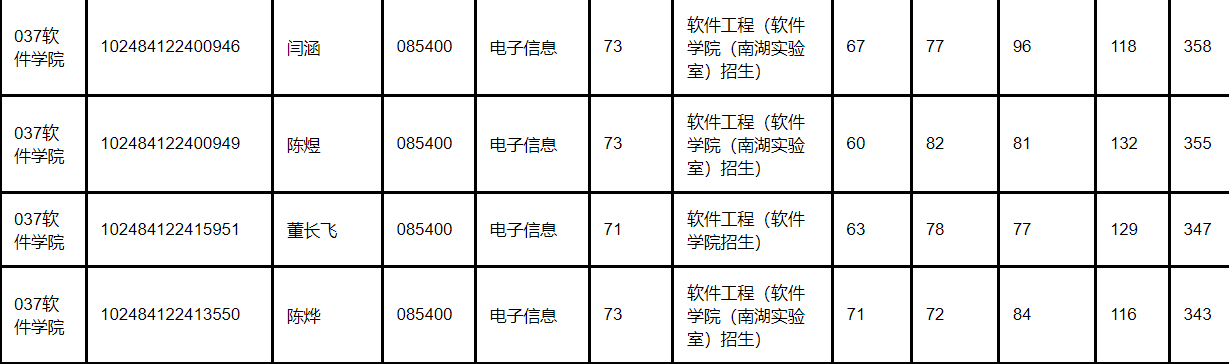 037软
件学院
102484122400946
闫涵
085400
电子信息
73
软件工程（软件
学院（南湖实验
室）招生）
67
77
96
118
358
037软
件学院
102484122400949
陈煜
085400
电子信息
73
软件工程（软件
学院（南湖实验
室）招生）
60
82
81
132
355
037软
件学院
102484122415951
董长飞
085400
电子信息
71
软件工程（软件
学院招生）
63
78
77
129
347
037软
件学院
102484122413550
陈烨
085400
电子信息
73
软件工程（软件
学院（南湖实验
室）招生）
71
72
84
116
343